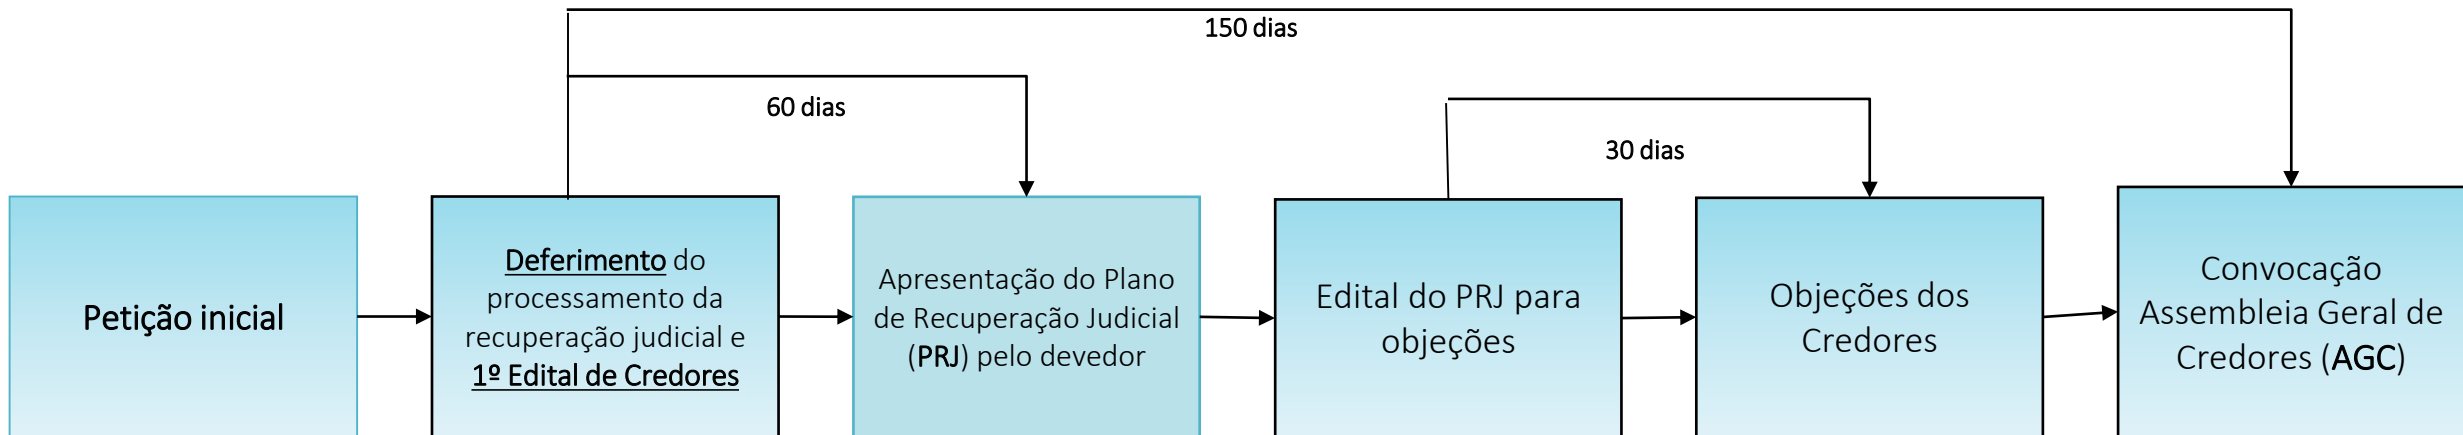 150 dias
60 dias
30 dias
Petição inicial
Deferimento do
processamento da
recuperação judicial e
1º Edital de Credores
Apresentação do Plano
de Recuperação Judicial
(PRJ) pelo devedor
Edital do PRJ para
objeções
Objeções dos
Credores
Convocação
Assembleia Geral de
Credores (AGC)